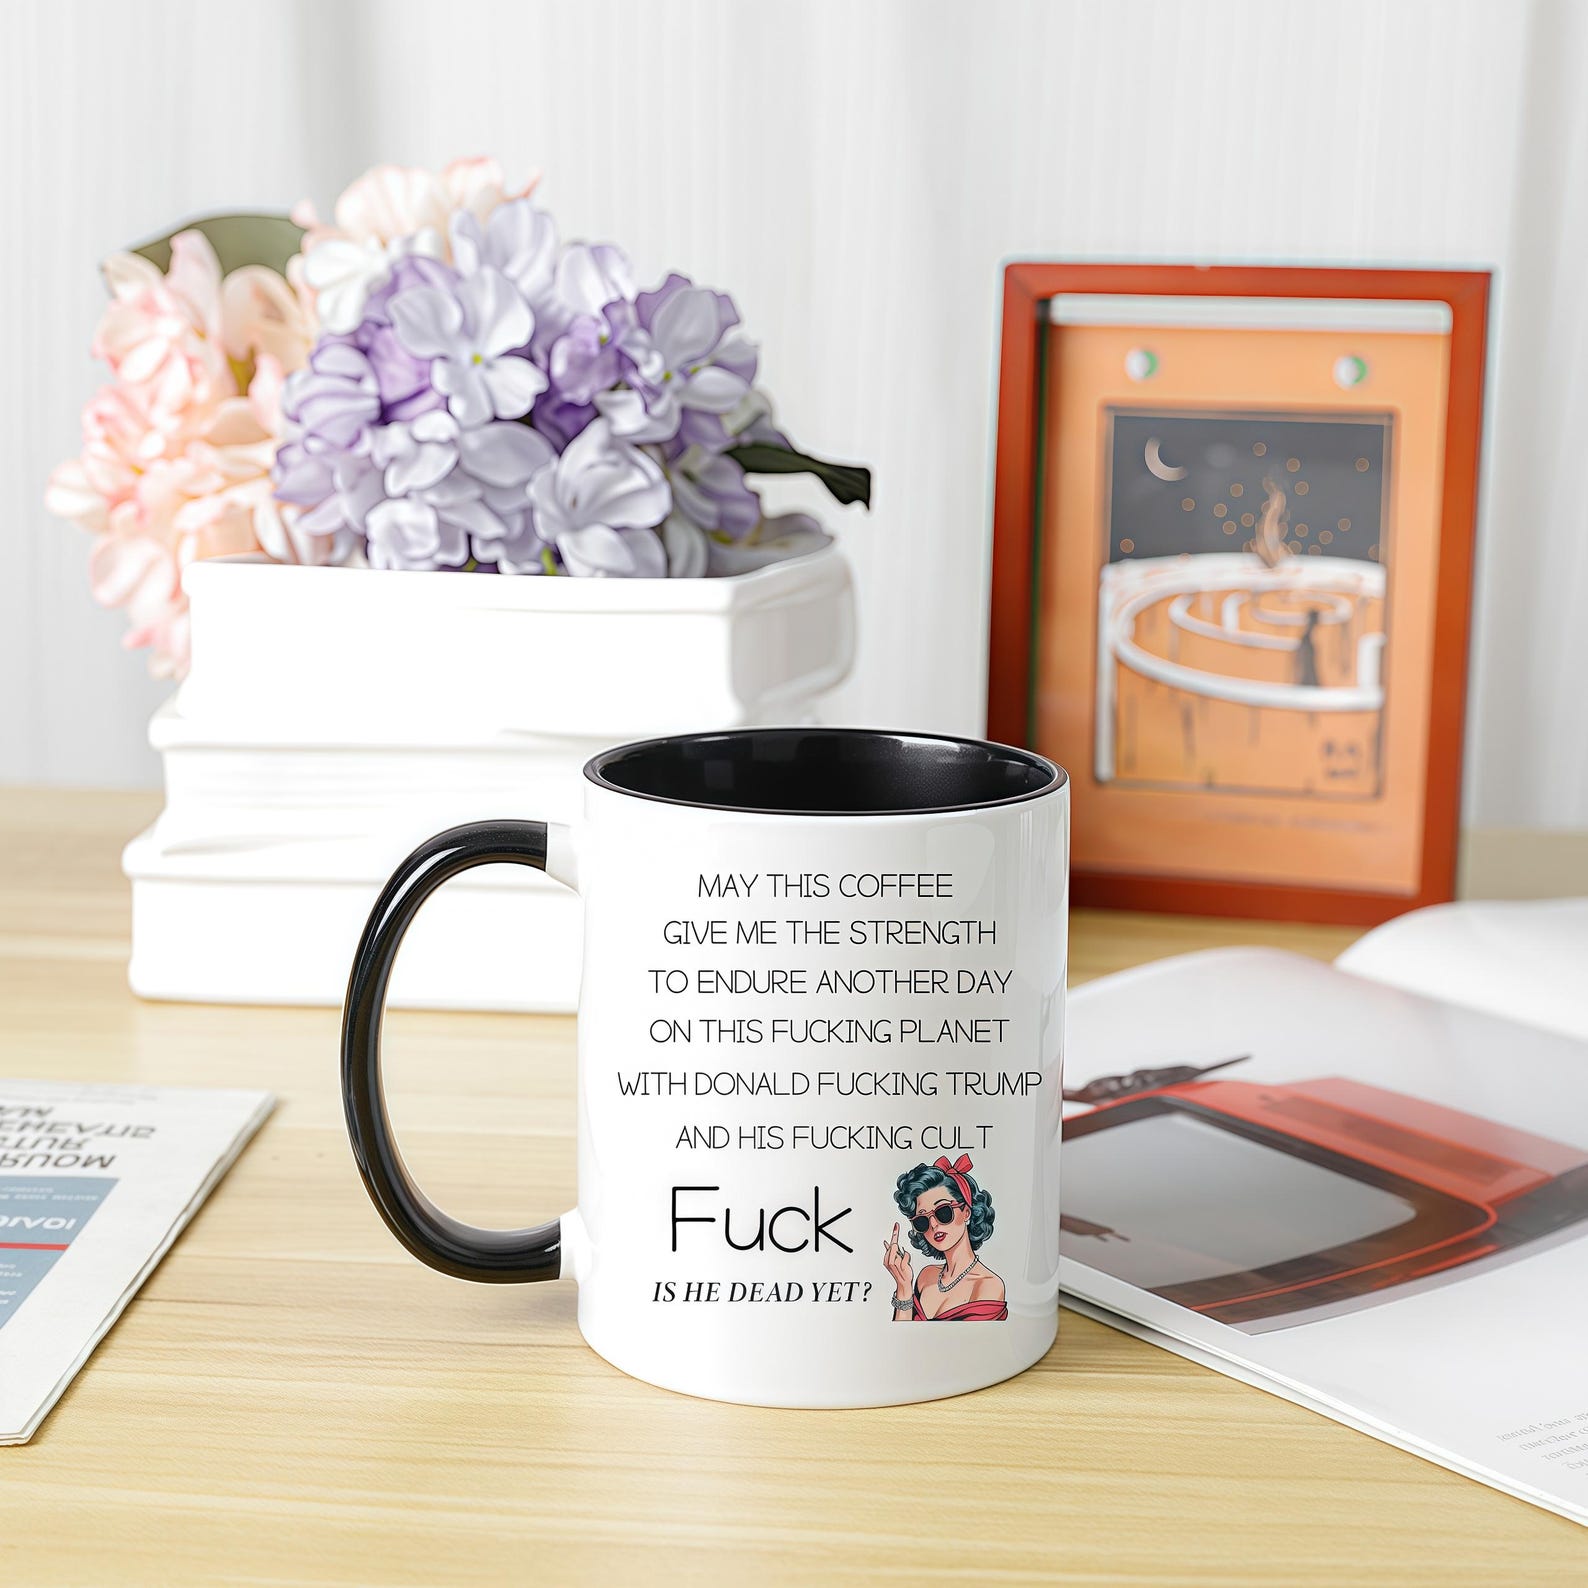 MAY THIS COFFEE
GIVE ME THE STRENGTH
TO ENDURE ANOTHER DAY
ON THIS FUCKING PLANET
WITH DONALD FUCKING TRUMP
AND HIS FUCKING CULT
Fuck
IS HE DEAD YET?